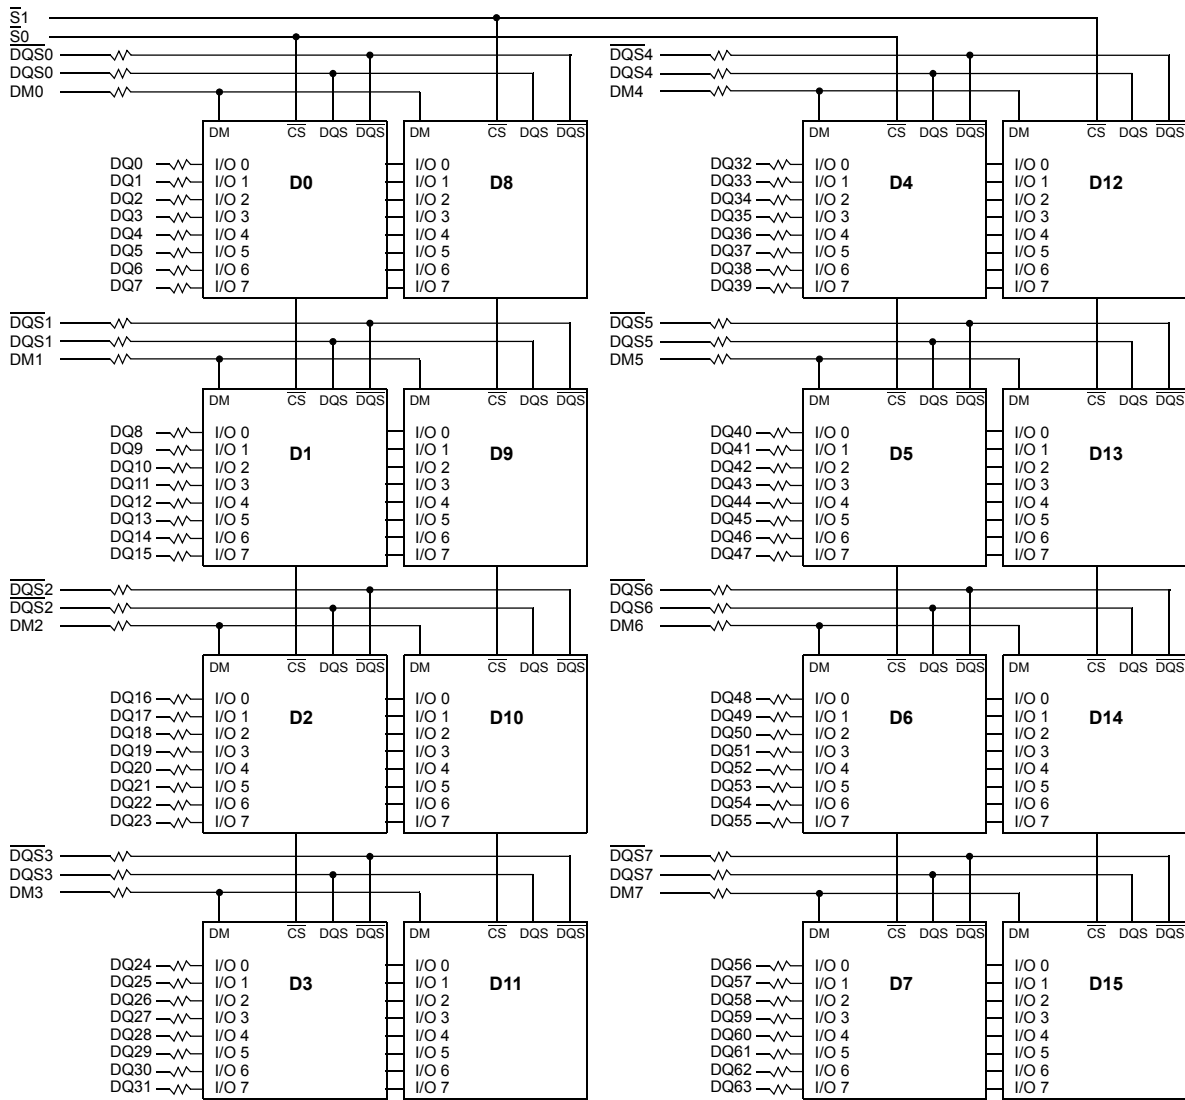 S1
S0
DQS0
DQS0
DM0
DM CS DQS DQS
DM CS DQS DQS
DQ0 I/O 0 I/O 0
DQ1 I/O 1 D0 I/O 1 D8
DQ2 I/O 2 I/O 2
DQ3 I/O 3 I/O 3
DQ4 I/O 4 I/O 4
DQ5 I/O 5 I/O 5
DQ6 I/O 6 I/O 6
DQ7 I/O 7 I/O 7
DQS1
DQS1
DM1
DM CS DQS DQS
DM CS DQS DQS
DQ8 I/O 0 I/O 0
DQ9 I/O 1 D1 I/O 1 D9
DQ10 I/O 2 I/O 2
DQ11 I/O 3 I/O 3
DQ12 I/O 4 I/O 4
DQ13 I/O 5 I/O 5
DQ14 I/O 6 I/O 6
DQ15 I/O 7 I/O 7
DQS2
DQS2
DM2
DM CS DQS DQS
DM CS DQS DQS
DQ16 I/O 0 I/O 0
DQ17 I/O 1 D2 I/O 1 D10
DQ18 I/O 2 I/O 2
DQ19 I/O 3 I/O 3
DQ20 I/O 4 I/O 4
DQ21 I/O 5 I/O 5
DQ22 I/O 6 I/O 6
DQ23 I/O 7 I/O 7
DQS3
DQS3
DM3
DM CS DQS DQS
DM CS DQS DQS
DQ24 I/O 0 I/O 0
DQ25 I/O 1 D3 I/O 1 D11
DQ26 I/O 2 I/O 2
DQ27 I/O 3 I/O 3
DQ28 I/O 4 I/O 4
DQ29 I/O 5 I/O 5
DQ30 I/O 6 I/O 6
DQ31 I/O 7 I/O 7
DQS4
DQS4
DM4
DM CS DQS DQS
DM CS DQS DQS
DQ32 I/O 0 I/O 0
DQ33 I/O 1 D4 I/O 1 D12
DQ34 I/O 2 I/O 2
DQ35 I/O 3 I/O 3
DQ36 I/O 4 I/O 4
DQ37 I/O 5 I/O 5
DQ38 I/O 6 I/O 6
DQ39 I/O 7 I/O 7
DQS5
DQS5
DM5
DM CS DQS DQS
DM CS DQS DQS
DQ40 I/O 0 I/O 0
DQ41 I/O 1 D5 I/O 1 D13
DQ42 I/O 2 I/O 2
DQ43 I/O 3 I/O 3
DQ44 I/O 4 I/O 4
DQ45 I/O 5 I/O 5
DQ46 I/O 6 I/O 6
DQ47 I/O 7 I/O 7
DQS6
DQS6
DM6
DM CS DQS DQS
DM CS DQS DQS
DQ48 I/O 0 I/O 0
DQ49 I/O 1 D6 I/O 1 D14
DQ50 I/O 2 I/O 2
DQ51 I/O 3 I/O 3
DQ52 I/O 4 I/O 4
DQ53 I/O 5 I/O 5
DQ54 I/O 6 I/O 6
DQ55 I/O 7 I/O 7
DQS7
DQS7
DM7
DM CS DQS DQS
DM CS DQS DQS
DQ56 I/O 0 I/O 0
DQ57 I/O 1 D7 I/O 1 D15
DQ58 I/O 2 I/O 2
DQ59 I/O 3 I/O 3
DQ60 I/O 4 I/O 4
DQ61 I/O 5 I/O 5
DQ62 I/O 6 I/O 6
DQ63 I/O 7 I/O 7